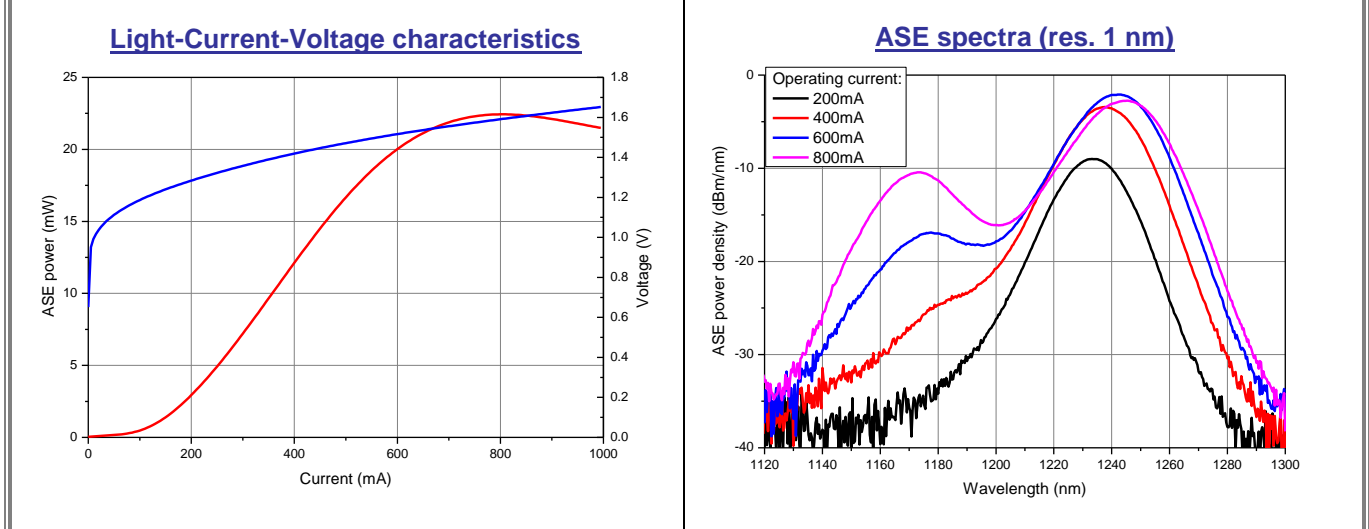 Light-Current-Voltage characteristics
25
20
15
10
5
0
ASE power (mW)
1.8
1.6
1.4
1.2
1.0
0.8
0.6
0.4
0.2
0.0
Voltage (V)
0 200 400 600 800 1000
Current (mA)
ASE spectra (res. 1 nm)
Operating current:
200mA
400mA
600mA
800mA
0
-10
-20
-30
-40
ASE power density (dBm/nm)
1120 1140 1160 1180 1200 1220 1240 1260 1280 1300
Wavelength (nm)